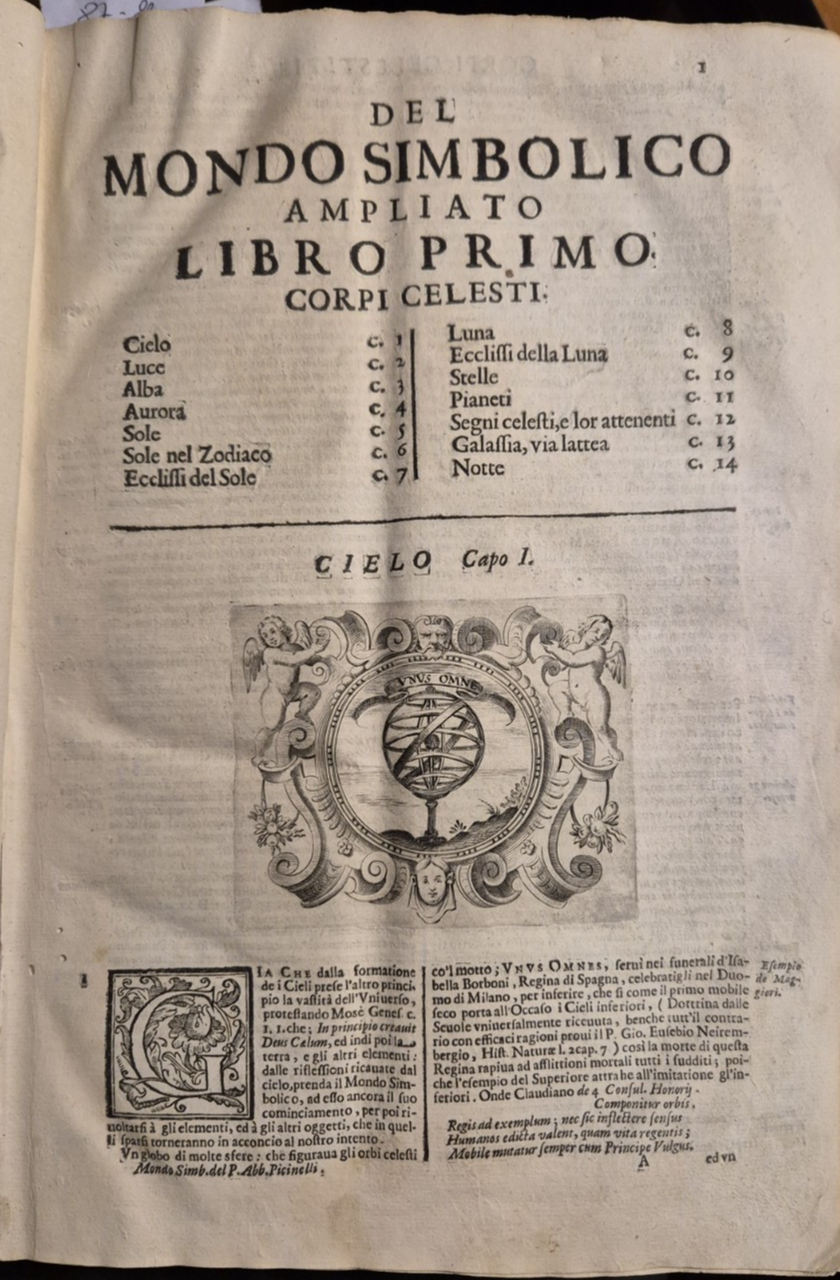 1
DEL
MONDO SIMBOLICO
AMPLIATO
LIBRO PRIMO.
CORPI CELESTI.
Cielo c. 1
Luce c. 2
Alba c. 3
Aurora c. 4
Sole c. 5
Sole nel Zodiaco c. 6
Ecclissi del Sole c. 7
Luna c. 8
Ecclissi della Luna c. 9
Stelle c. 10
Pianeti c. 11
Segni celesti, e lor attenenti c. 12
Galassia, via lattea c. 13
Notte c. 14
CIELO Capo I.
VNVS OMNE
1
GIA CHE dalla formatione
de i Cieli prese l'altro princi-
pio la vastità dell'Vniuerso,
protestando Mosè Genes. c.
1. 1. che; In principio creauit
Deus Cælum, ed indi poi la
terra, e gli altri elementi:
dalle riflessioni ricauate dal
cielo, prenda il Mondo Sim-
bolico, ad esso ancora il suo
cominciamento, per poi ri-
uoltarsi à gli elementi, ed à gli altri oggetti, che in quel-
li sparsi torneranno in acconcio al nostro intento.
Vn globo di molte sfere: che figuraua gli orbi celesti
Mondo Simb. del P. Abb. Picinelli.
co'l motto; VNVS OMNES, seruì nei funerali d'Isa-
bella Borboni, Regina di Spagna, celebratigli nel Duo-
mo di Milano, per inferire, che si come il primo mobile
seco porta all'Occaso i Cieli inferiori, (Dottrina dalle
Scuole vniuersalmente riceuuta, benche tutt'il contra-
rio con efficaci ragioni proui il P. Gio. Eusebio Neirem-
bergio, Hist. Naturæ l. 2 cap. 7) così la morte di questa
Regina rapiua ad afflittioni mortali tutti i sudditi; poi-
che l'esempio del Superiore attrahe all'imitatione gl'in-
feriori. Onde Claudiano de 4 Consul. Honorij.
Componitur orbis,
Regis ad exemplum; nec sic inflectere sensus
Humanos edicta valent, quam vita regentis;
Mobile mutatur semper cum Principe Vulgus.
A
ed vn
Esempio
de Mag-
giori.